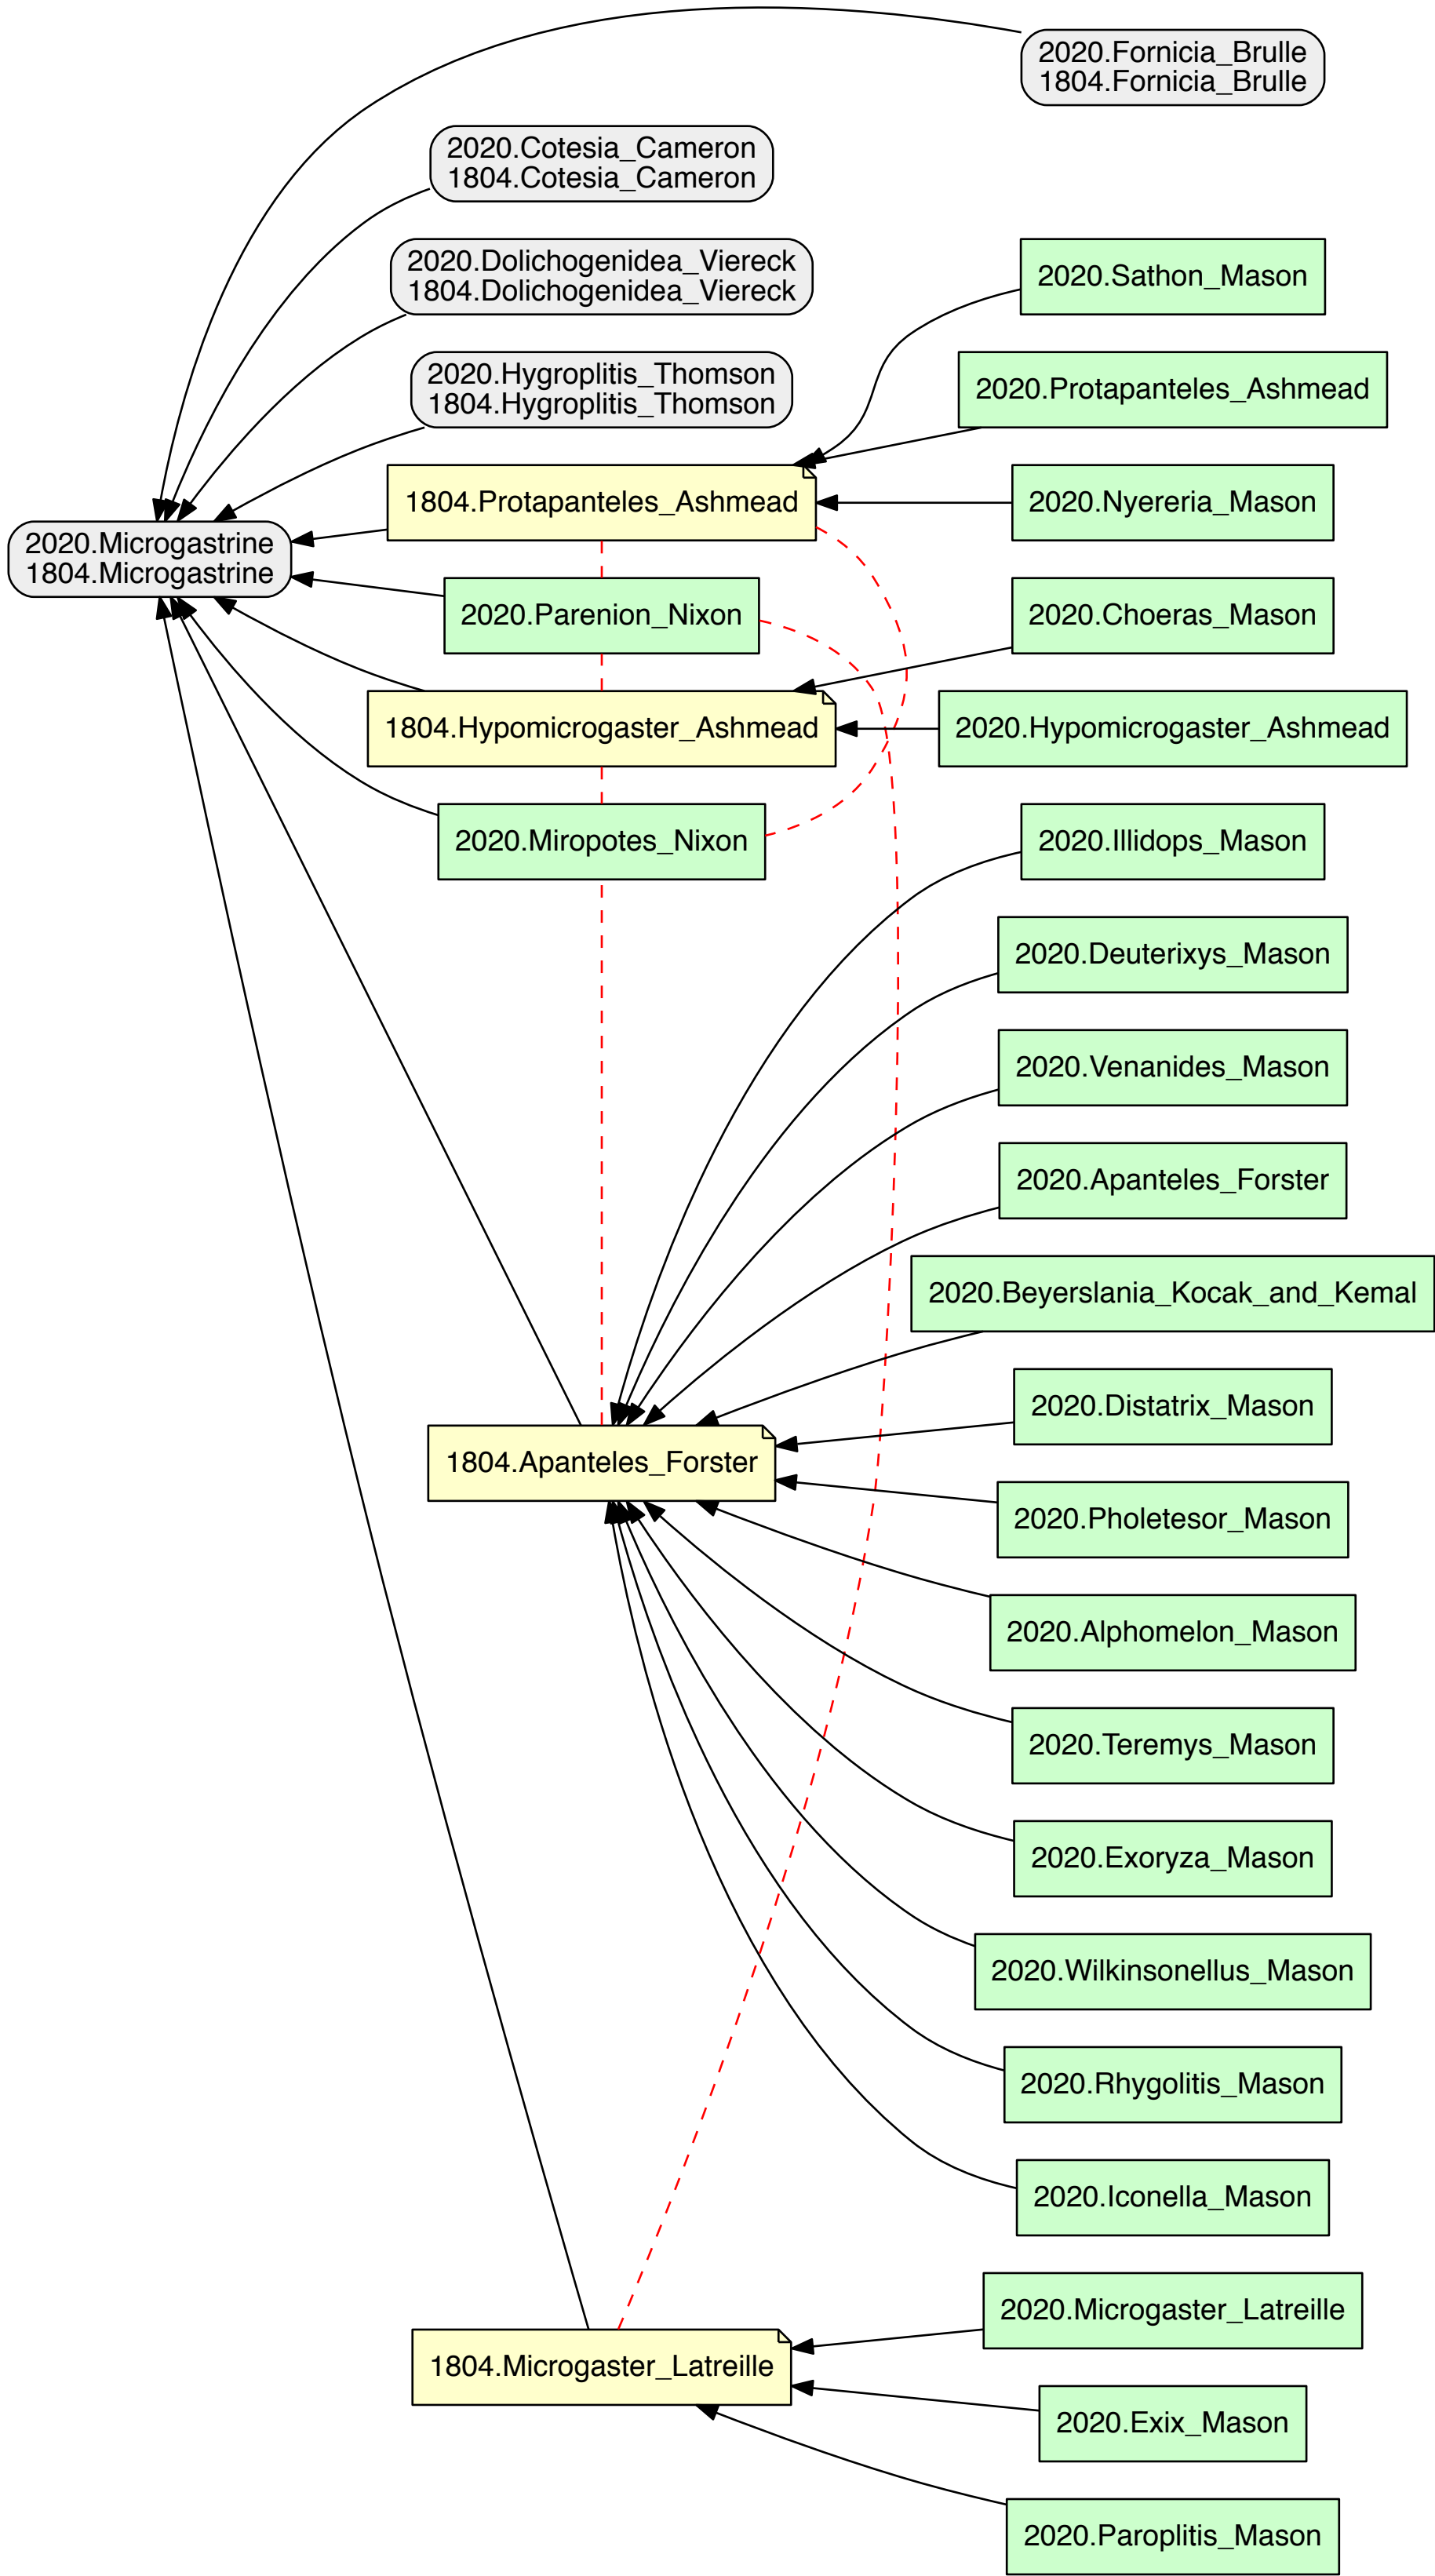 2020.Fornicia_Brulle
1804.Fornicia_Brulle
2020.Cotesia_Cameron
1804.Cotesia_Cameron
2020.Dolichogenidea_Viereck
1804.Dolichogenidea_Viereck
2020.Sathon_Mason
2020.Hygroplitis_Thomson
1804.Hygroplitis_Thomson
2020.Protapanteles_Ashmead
1804.Protapanteles_Ashmead
2020.Nyereria_Mason
2020.Microgastrine
1804.Microgastrine
2020.Parenion_Nixon
2020.Choeras_Mason
1804.Hypomicrogaster_Ashmead
2020.Hypomicrogaster_Ashmead
2020.Miropotes_Nixon
2020.Illidops_Mason
2020.Deuterixys_Mason
2020.Venanides_Mason
2020.Apanteles_Forster
2020.Beyerslania_Kocak_and_Kemal
2020.Distatrix_Mason
1804.Apanteles_Forster
2020.Pholetesor_Mason
2020.Alphomelon_Mason
2020.Teremys_Mason
2020.Exoryza_Mason
2020.Wilkinsonellus_Mason
2020.Rhygolitis_Mason
2020.Iconella_Mason
2020.Microgaster_Latreille
1804.Microgaster_Latreille
2020.Exix_Mason
2020.Paroplitis_Mason